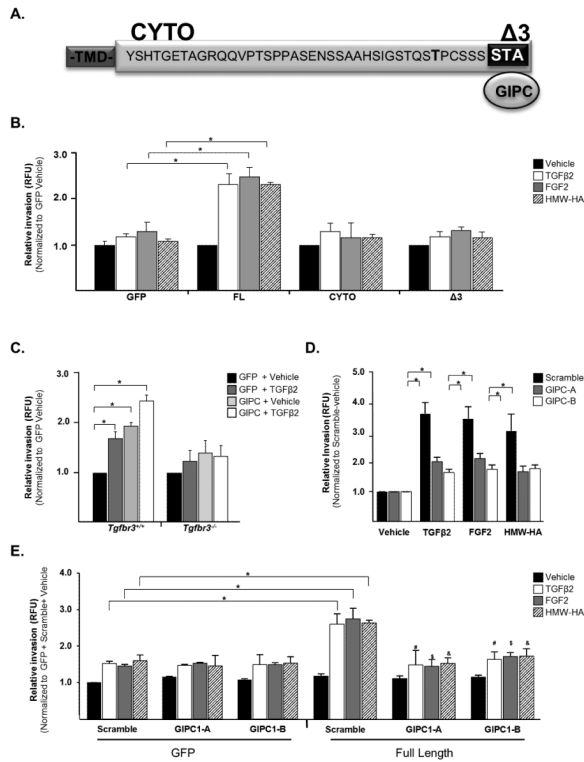 A.
CYTO Δ3
-TMD- YSHTGETAGRQQVPTSPPASENSSAAHSIGSTQSTPCSSS STA
GIPC
B.
* * *
Relative invasion (RFU)
(Normalized to GFP Vehicle)
3.0
2.0
1.0
GFP FL CYTO Δ3
Vehicle
TGFβ2
FGF2
HMW-HA
C.
Relative Invasion (RFU)
(Normalized to GFP Vehicle)
3.0
2.0
1.0
* * *
GFP + Vehicle
GFP + TGFβ2
GIPC + Vehicle
GIPC + TGFβ2
Tgfbr3+/+ Tgfbr3-/-
D.
Relative Invasion (RFU)
(Normalized to Scramble-vehicle)
5.0
4.0
3.0
2.0
1.0
* * * * * *
Scramble
GIPC-A
GIPC-B
Vehicle TGFβ2 FGF2 HMW-HA
E.
Relative invasion (RFU)
(Normalized to GFP + Scramble+ Vehicle
4.0
3.0
2.0
1.0
* * *
# $ & # $ &
Vehicle
TGFβ2
FGF2
HMW-HA
Scramble GIPC1-A GIPC1-B Scramble GIPC1-A GIPC1-B
GFP Full Length